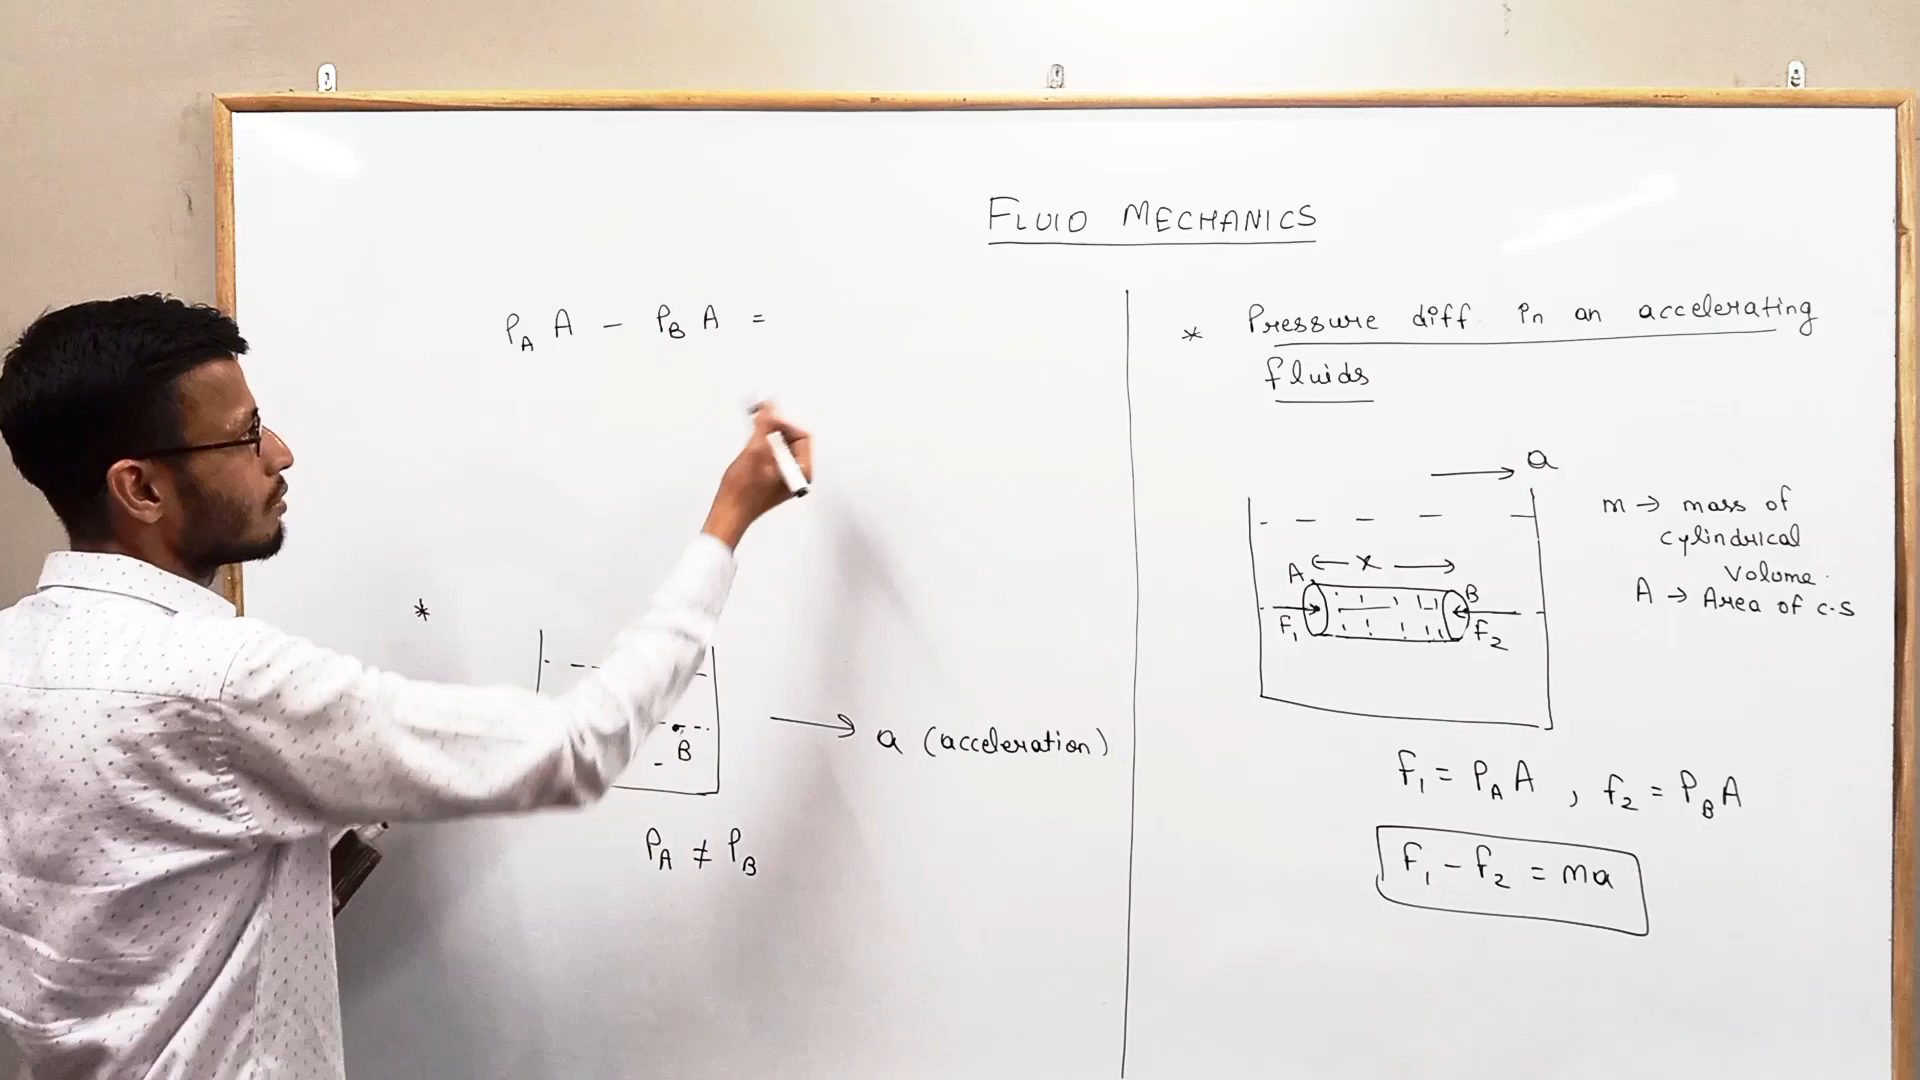 FLUID MECHANICS
P_A A - P_B A =
*
B
a (acceleration)
P_A ≠ P_B
* Pressure diff. in an accelerating
fluids
a
x
A
B
F₁
F₂
m → mass of
cylindrical
volume.
A → Area of c.s
F₁ = P_A A , F₂ = P_B A
F₁ - F₂ = ma